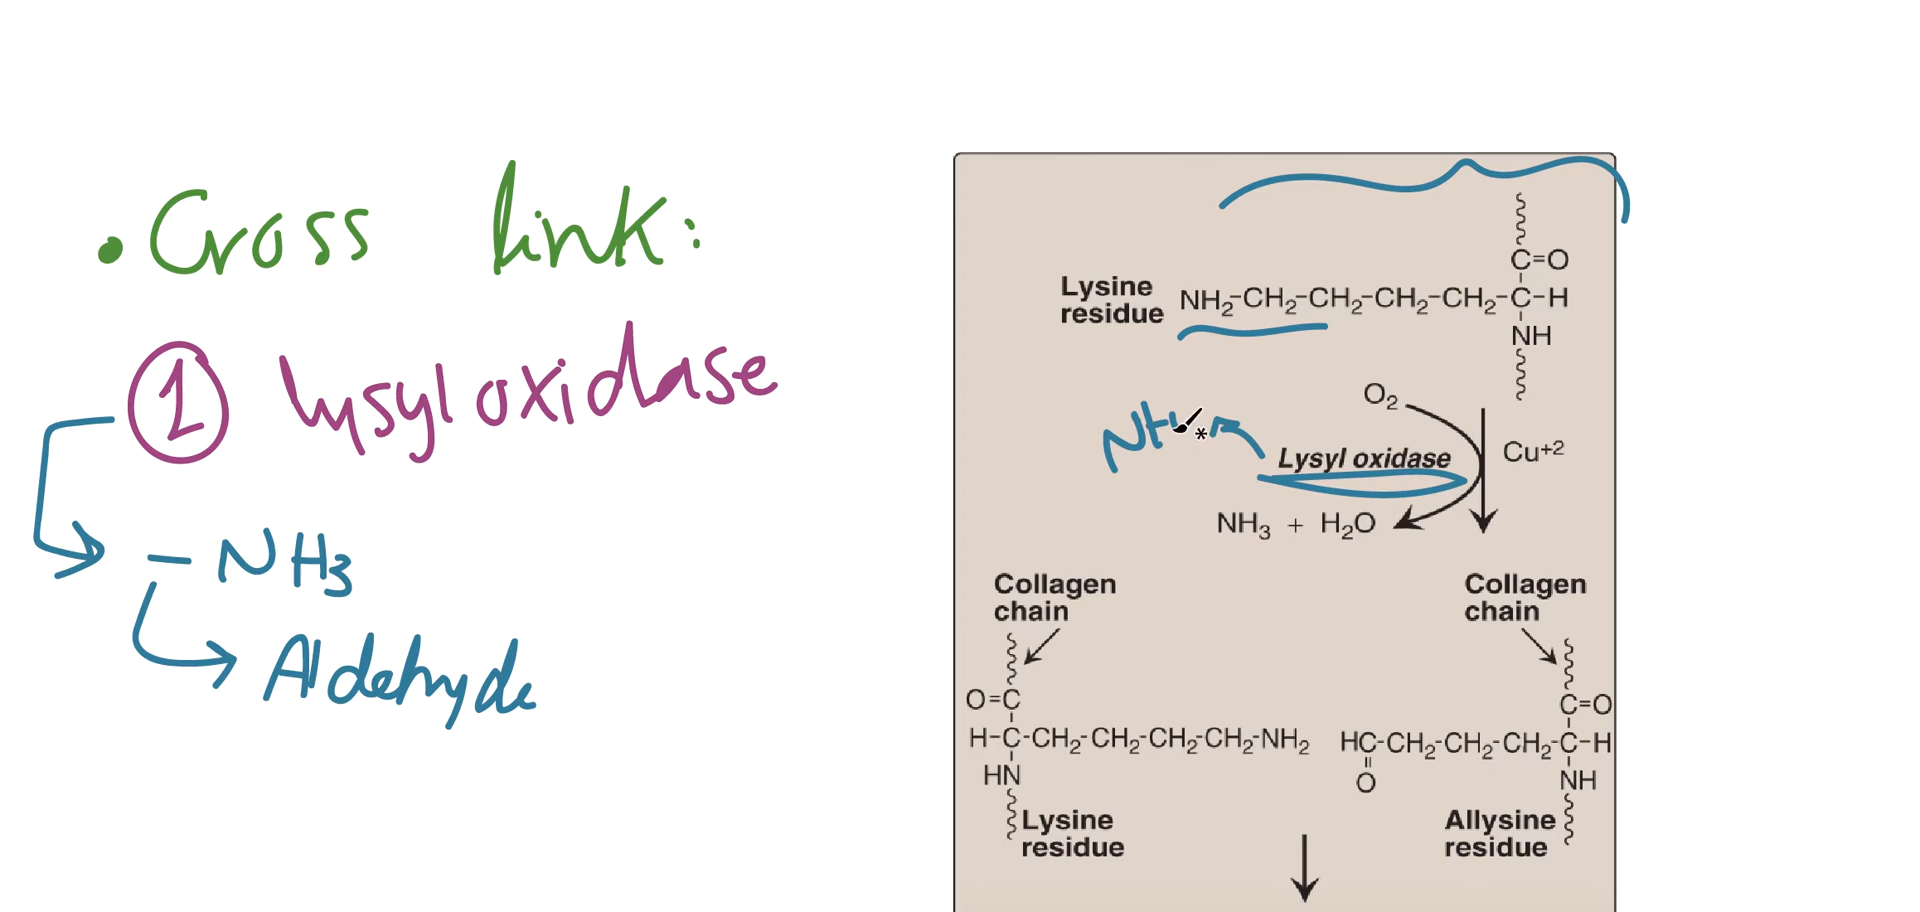 • Cross link:
① lysyl oxidase
- NH3
Aldehyde
C=O
Lysine
residue
NH₂-CH₂-CH₂-CH₂-CH₂-C-H
NH
O₂
NH
*
Lysyl oxidase
Cu+2
NH₃ + H₂O
Collagen
chain
Collagen
chain
O=C
H-C-CH₂-CH₂-CH₂-CH₂-NH₂
HN
Lysine
residue
C=O
HC-CH₂-CH₂-CH₂-C-H
O
NH
Allysine
residue